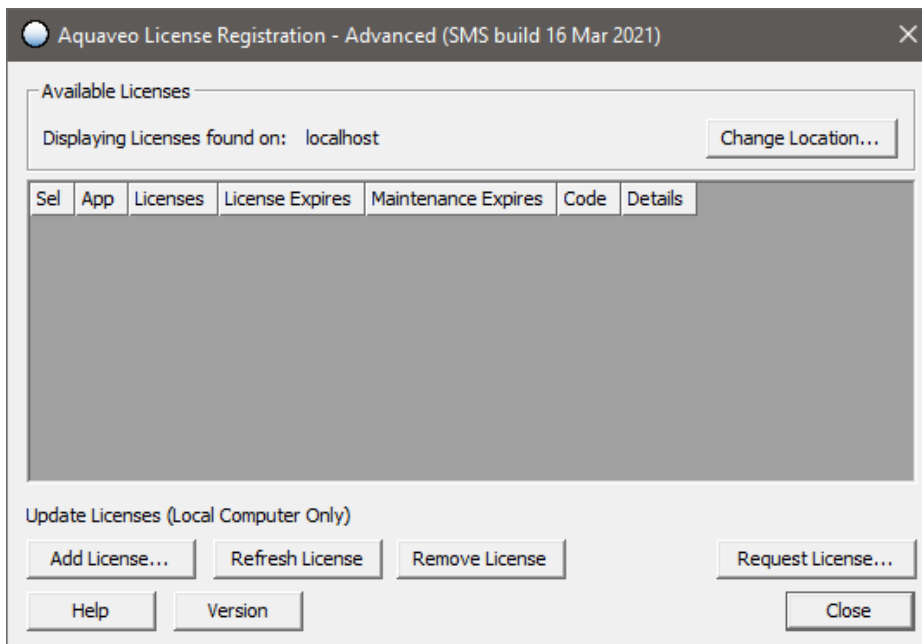 Aquaveo License Registration - Advanced (SMS build 16 Mar 2021)
Available Licenses
Displaying Licenses found on: localhost
Change Location...
Sel App Licenses License Expires Maintenance Expires Code Details
Update Licenses (Local Computer Only)
Add License... Refresh License Remove License Request License...
Help Version Close